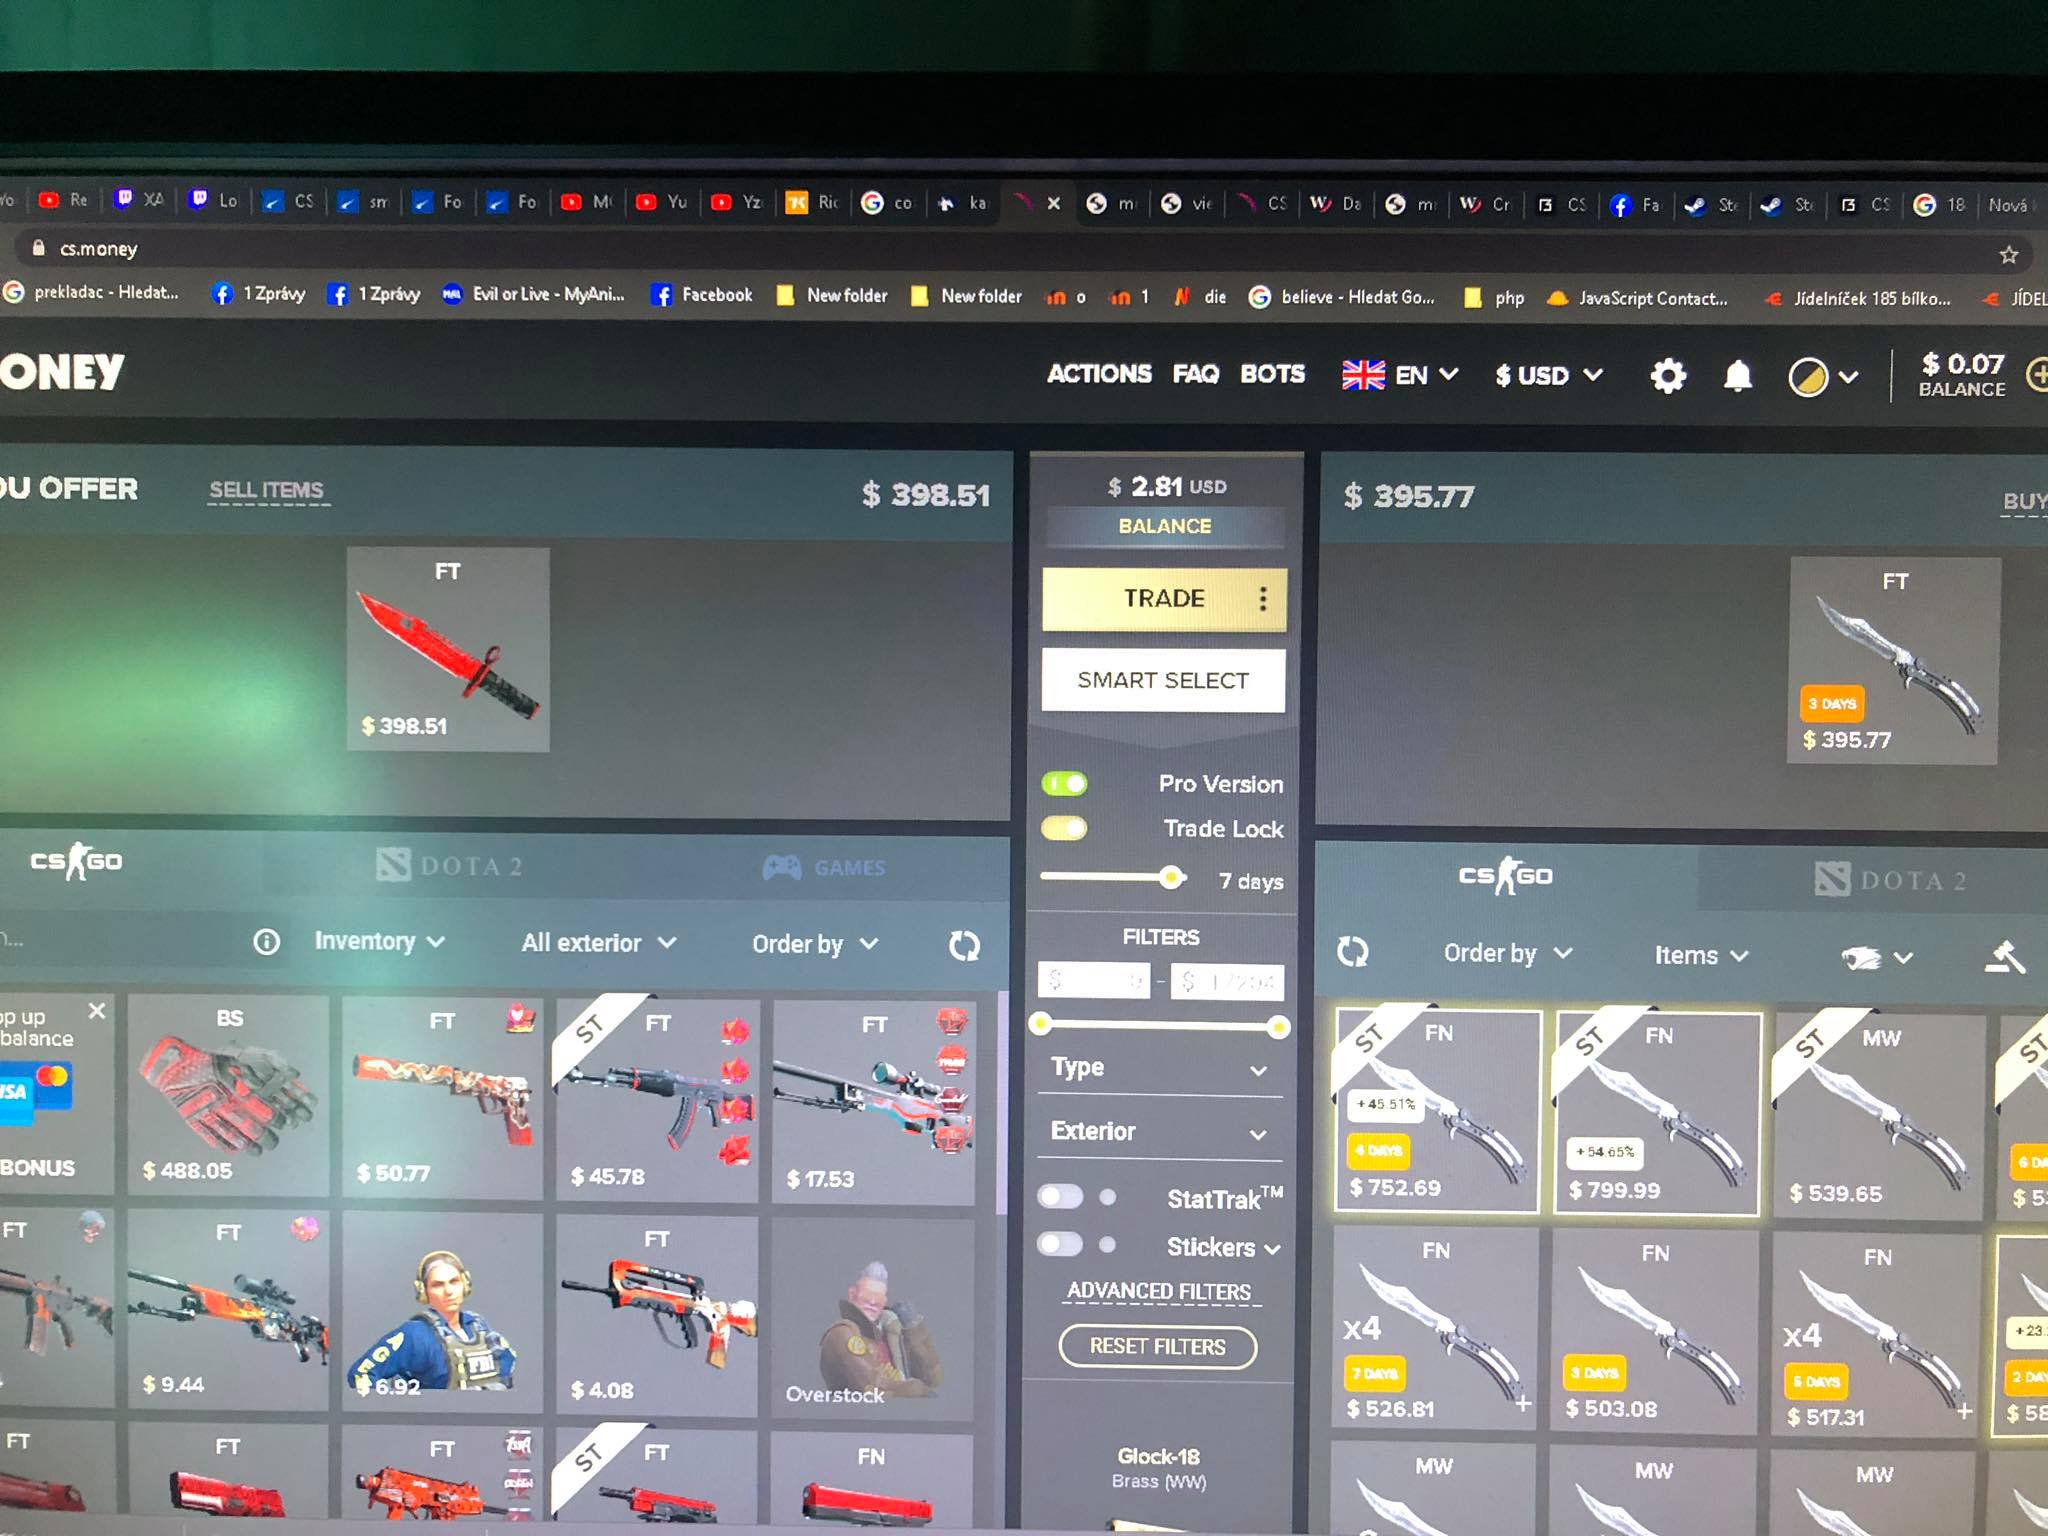 Re XA Lo CS sm Fo Fo Yu Yz Ric co ka CS Da Cr CS Fa Ste Ste CS 18 Nová
cs.money
prekladac - Hledat... 1 Zprávy 1 Zprávy Evil or Live - MyAni... Facebook New folder New folder o 1 die believe - Hledat Go... php JavaScript Contact... Jídelníček 185 bílko... JÍDEL
ONEY ACTIONS FAQ BOTS EN $ USD $ 0.07
BALANCE
OU OFFER SELL ITEMS $ 398.51
$ 2.81 USD
BALANCE
$ 395.77 BUY
FT
$ 398.51
TRADE
SMART SELECT
FT
3 DAYS
$ 395.77
Pro Version
Trade Lock
7 days
CS GO DOTA 2 GAMES
CS GO DOTA 2
Inventory All exterior Order by
FILTERS
Order by Items
$ 0 - $
Type
Exterior
StatTrak™
Stickers
ADVANCED FILTERS
RESET FILTERS
Glock-18
Brass (WW)
op up
balance
VISA
BONUS
BS
$ 488.05
FT
$ 50.77
ST FT
$ 45.78
FT
$ 17.53
FT
FT
$ 9.44
AGE
FBI
$ 6.92
FT
$ 4.08
Overstock
FT
FT
FT
ST FT
FN
ST FN
+45.51%
4 DAYS
$ 752.69
ST FN
+54.65%
$ 799.99
ST MW
$ 539.65
ST
6 DA
FN
x4
7 DAYS
$ 526.81 +
FN
3 DAYS
$ 503.08
FN
x4
5 DAYS
$ 517.31 +
+23.
2 DAY
$ 58
MW
MW
MW